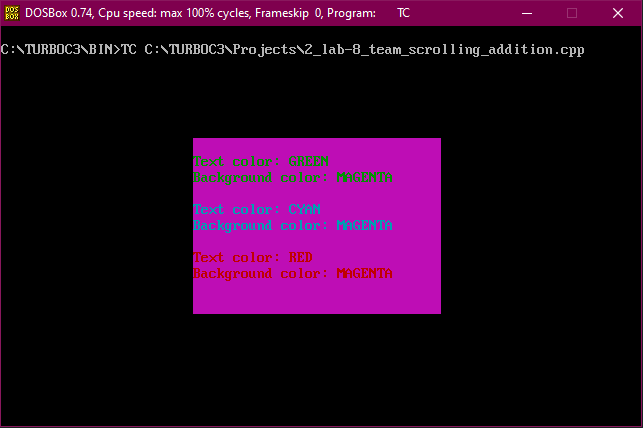 DOS BOX
DOSBox 0.74, Cpu speed: max 100% cycles, Frameskip 0, Program: TC
C:\TURBOC3\BIN>TC C:\TURBOC3\Projects\2_lab-8_team_scrolling_addition.cpp
Text color: GREEN
Background color: MAGENTA
Text color: CYAN
Background color: MAGENTA
Text color: RED
Background color: MAGENTA